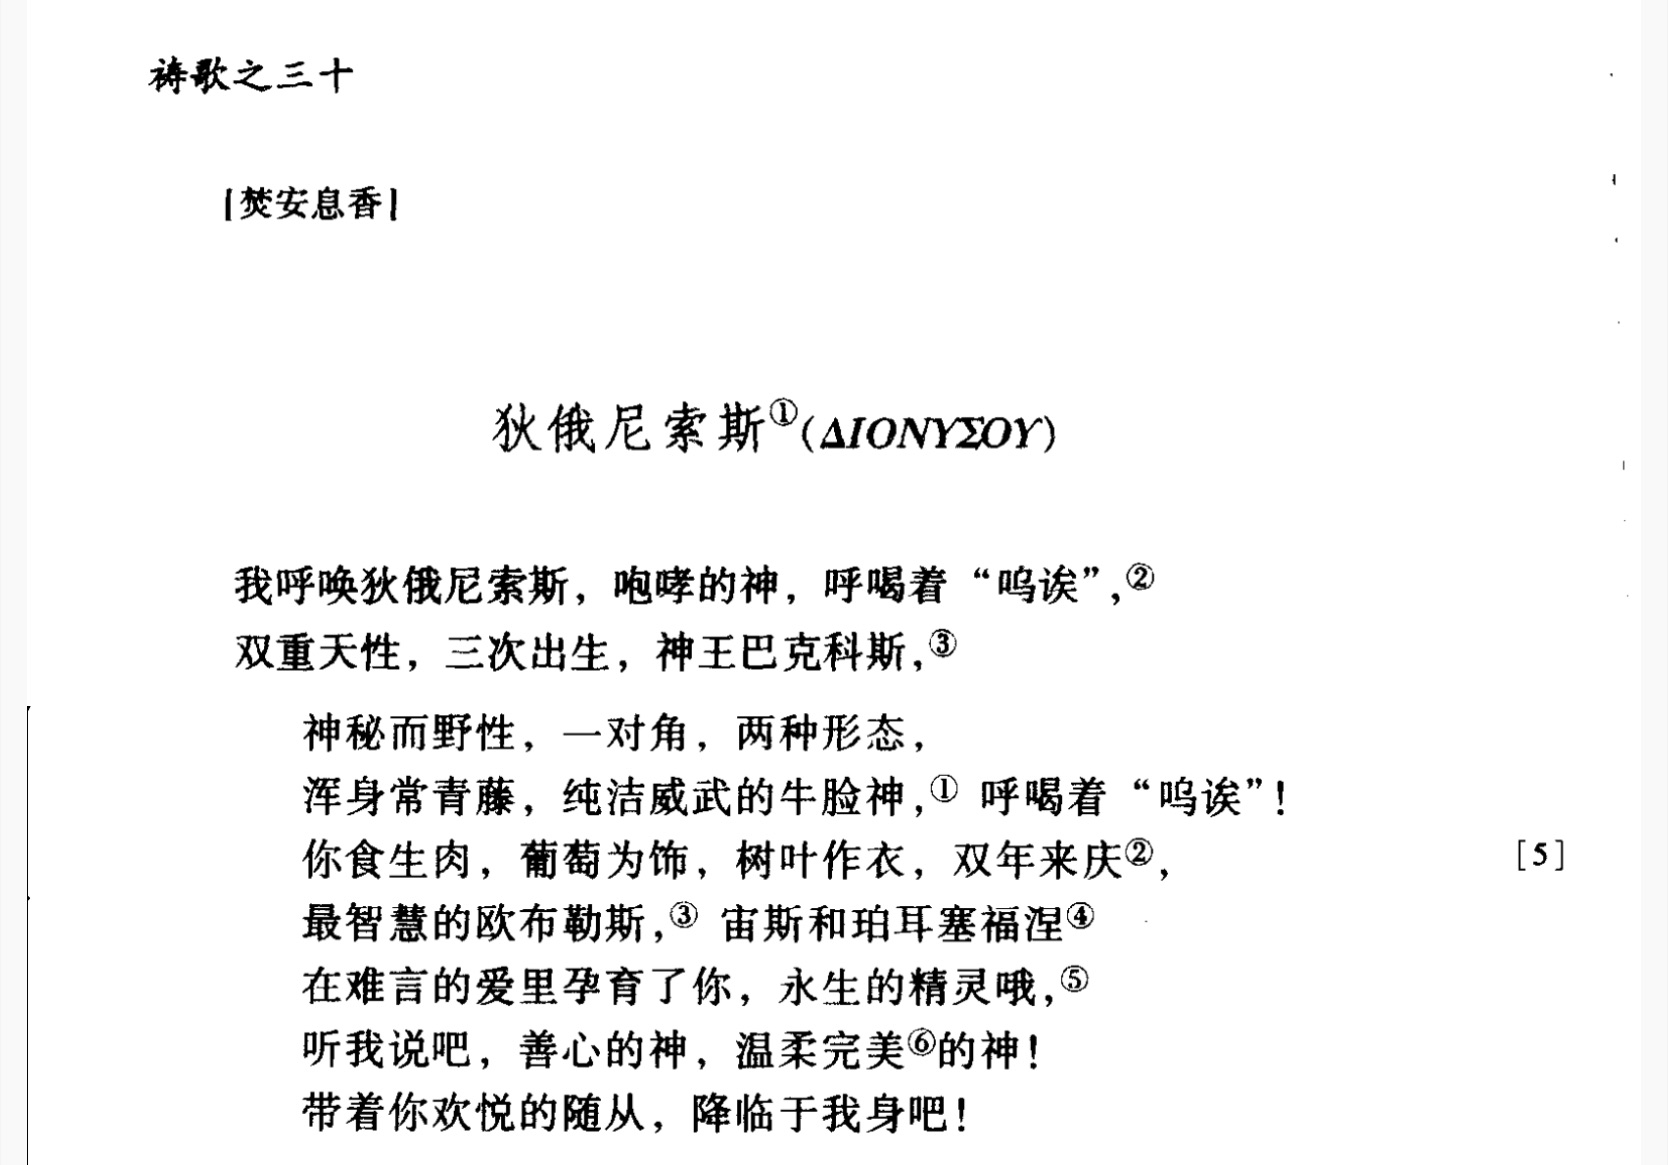 祷歌之三十
[焚安息香]
狄俄尼索斯①(ΔΙΟΝΥΣΟΥ)
我呼唤狄俄尼索斯，咆哮的神，呼喝着“呜诶”,②
双重天性，三次出生，神王巴克科斯,③
神秘而野性，一对角，两种形态，
浑身常青藤，纯洁威武的牛脸神,① 呼喝着“呜诶”!
你食生肉，葡萄为饰，树叶作衣，双年来庆②, [5]
最智慧的欧布勒斯,③ 宙斯和珀耳塞福涅④
在难言的爱里孕育了你，永生的精灵哦,⑤
听我说吧，善心的神，温柔完美⑥的神!
带着你欢悦的随从，降临于我身吧!